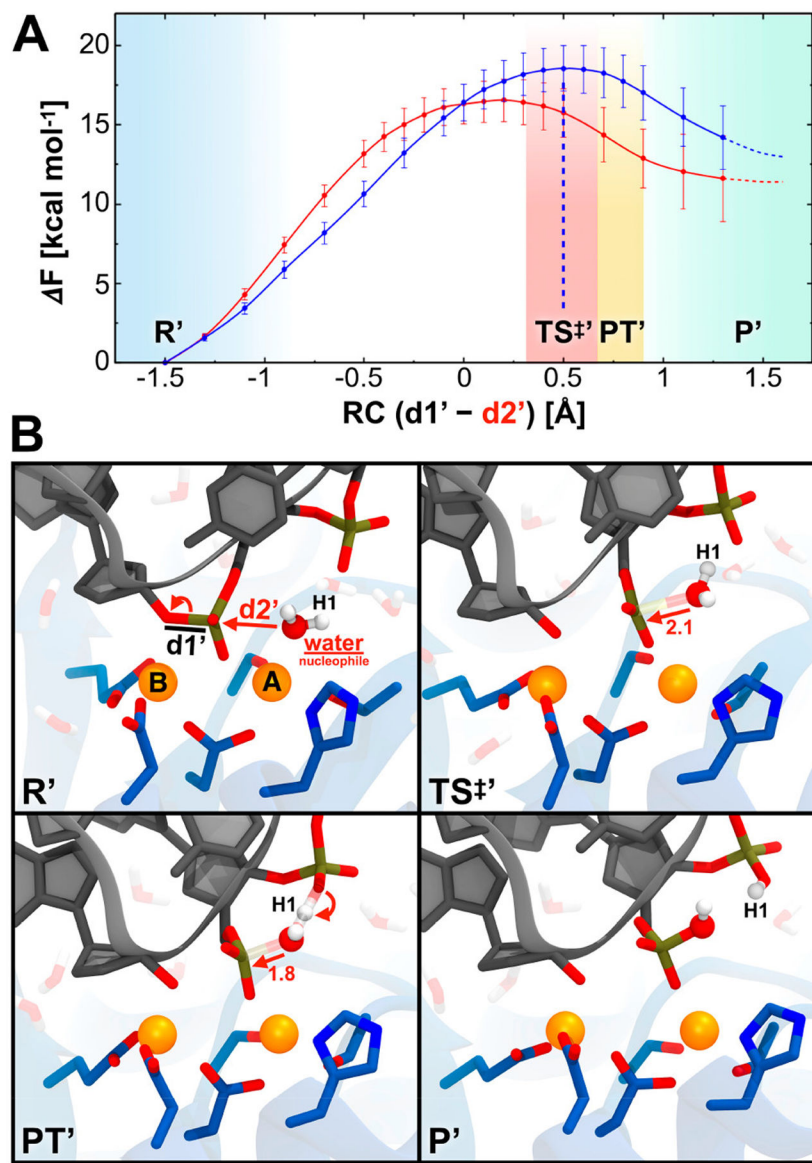 A
ΔF [kcal mol⁻¹]
20
15
10
5
0
R'
TS‡'
PT'
P'
-1.5
-1
-0.5
0
0.5
1
1.5
RC (d1' − d2') [Å]
B
d1'
d2'
H1
water
nucleophile
B
A
R'
H1
2.1
TS‡'
H1
1.8
PT'
H1
P'